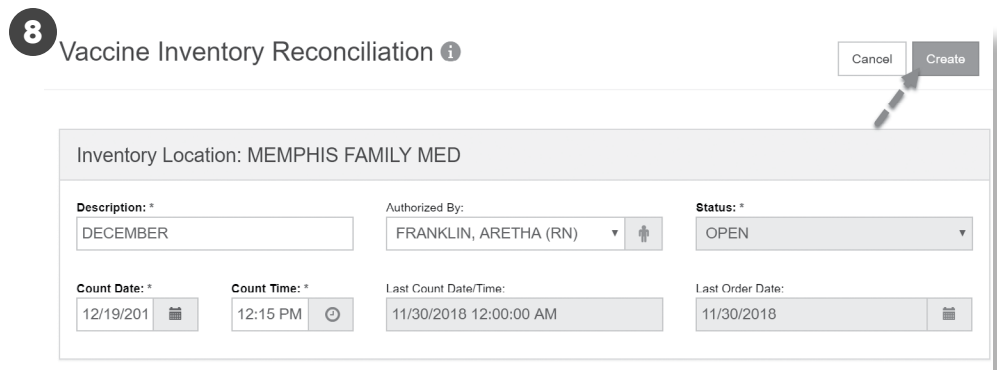 8
Vaccine Inventory Reconciliation
Cancel
Create
Inventory Location: MEMPHIS FAMILY MED
Description: *
Authorized By:
Status: *
DECEMBER
FRANKLIN, ARETHA (RN)
OPEN
Count Date: *
Count Time: *
Last Count Date/Time:
Last Order Date:
12/19/201
12:15 PM
11/30/2018 12:00:00 AM
11/30/2018